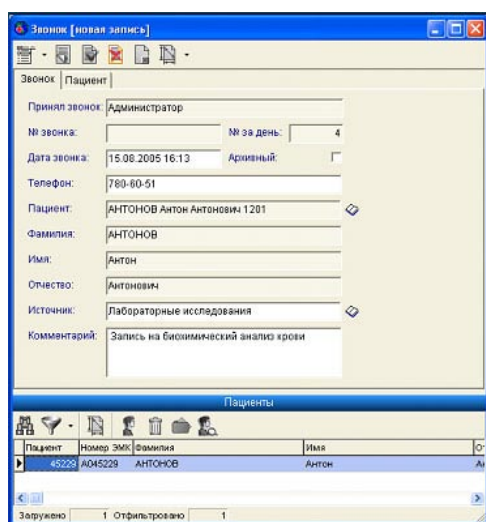 Звонок [новая запись]
Звонок Пациент
Принял звонок: Администратор
№ звонка: № за день: 4
Дата звонка: 15.08.2005 16:13 Архивный:
Телефон: 780-60-51
Пациент: АНТОНОВ Антон Антонович 1201
Фамилия: АНТОНОВ
Имя: Антон
Отчество: Антонович
Источник: Лабораторные исследования
Комментарий: Запись на биохимический анализ крови
Пациенты
Пациент Номер ЭМК Фамилия Имя От
45229 А045229 АНТОНОВ Антон Ан
Загружено 1 Отфильтровано 1